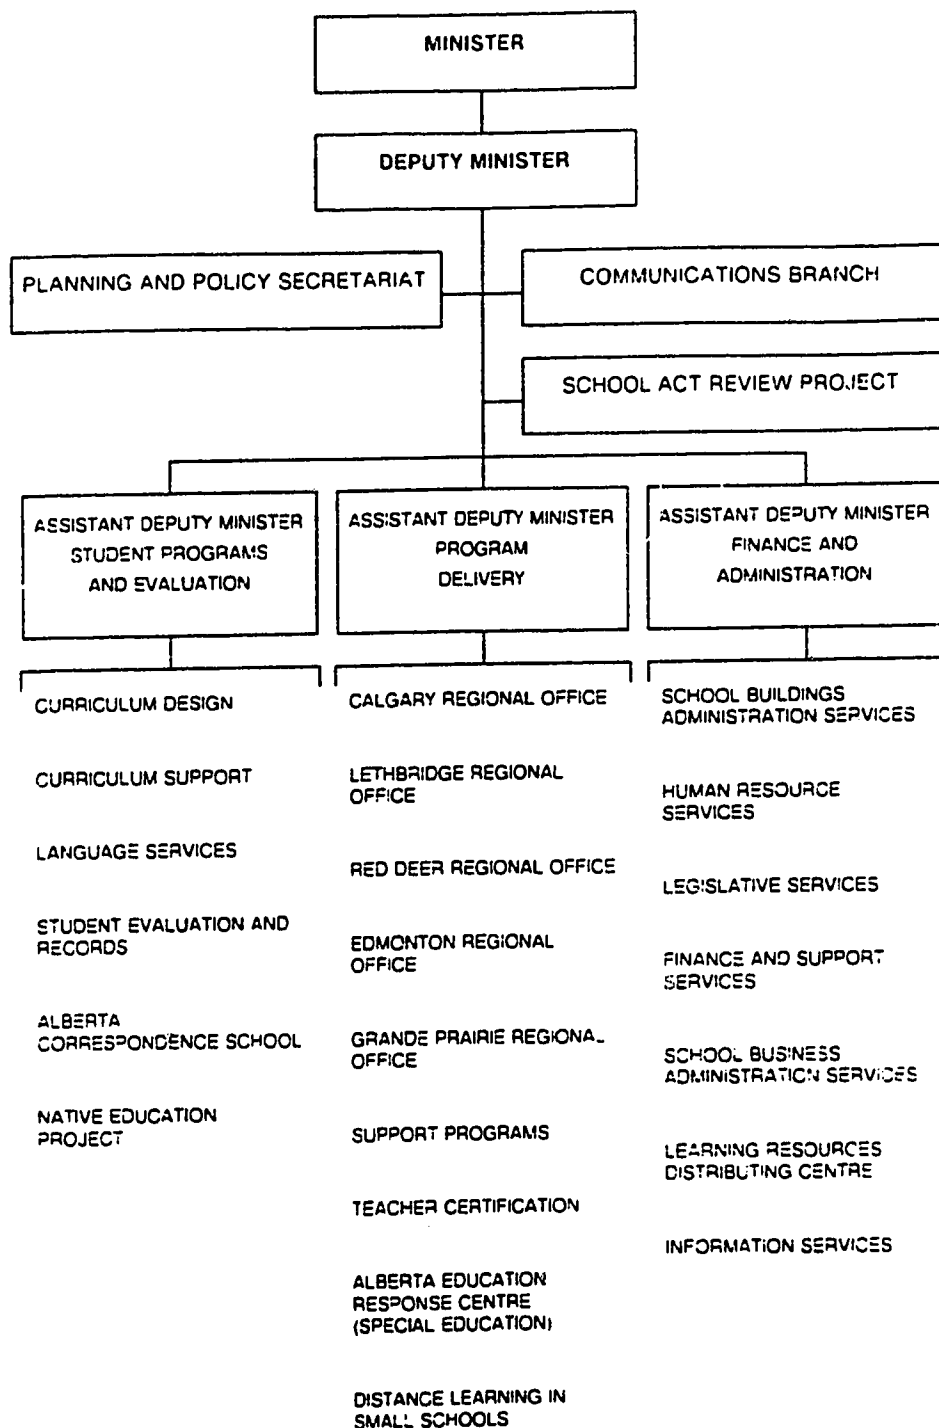 MINISTER
DEPUTY MINISTER
PLANNING AND POLICY SECRETARIAT
COMMUNICATIONS BRANCH
SCHOOL ACT REVIEW PROJECT
ASSISTANT DEPUTY MINISTER
STUDENT PROGRAMS
AND EVALUATION
ASSISTANT DEPUTY MINISTER
PROGRAM
DELIVERY
ASSISTANT DEPUTY MINISTER
FINANCE AND
ADMINISTRATION
CURRICULUM DESIGN
CURRICULUM SUPPORT
LANGUAGE SERVICES
STUDENT EVALUATION AND
RECORDS
ALBERTA
CORRESPONDENCE SCHOOL
NATIVE EDUCATION
PROJECT
CALGARY REGIONAL OFFICE
LETHBRIDGE REGIONAL
OFFICE
RED DEER REGIONAL OFFICE
EDMONTON REGIONAL
OFFICE
GRANDE PRAIRIE REGIONAL
OFFICE
SUPPORT PROGRAMS
TEACHER CERTIFICATION
ALBERTA EDUCATION
RESPONSE CENTRE
(SPECIAL EDUCATION)
DISTANCE LEARNING IN
SMALL SCHOOLS
SCHOOL BUILDINGS
ADMINISTRATION SERVICES
HUMAN RESOURCE
SERVICES
LEGISLATIVE SERVICES
FINANCE AND SUPPORT
SERVICES
SCHOOL BUSINESS
ADMINISTRATION SERVICES
LEARNING RESOURCES
DISTRIBUTING CENTRE
INFORMATION SERVICES